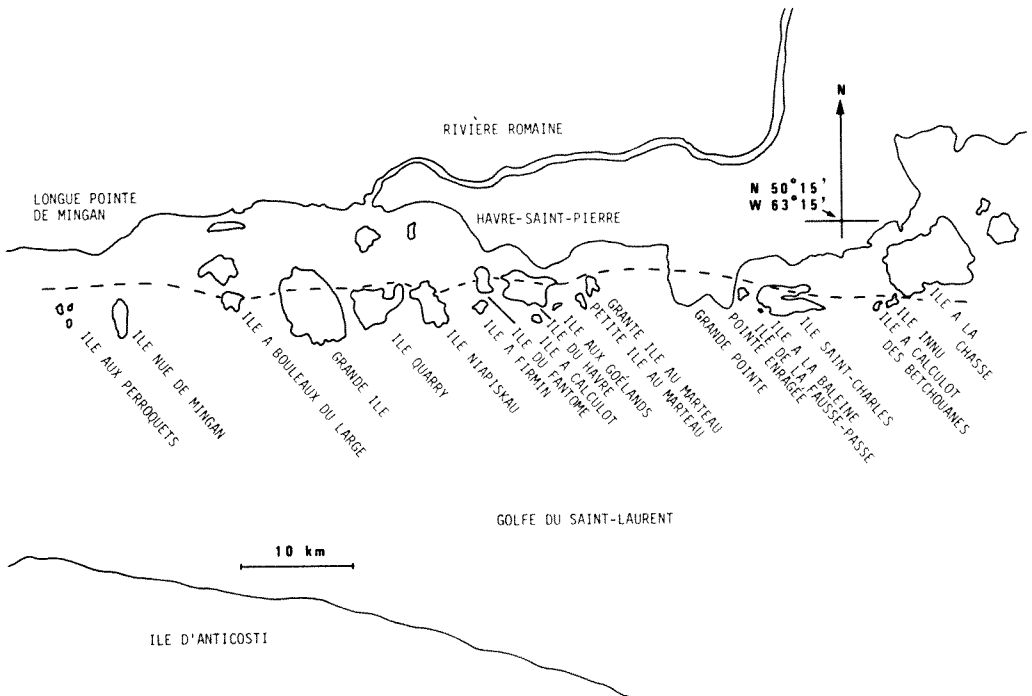 N
RIVIÈRE ROMAINE
N 50°15'
W 63°15'
LONGUE POINTE
DE MINGAN
HAVRE-SAINT-PIERRE
ILE AUX PERROQUETS
ILE NUE DE MINGAN
ILE A BOULEAUX DU LARGE
GRANDE ILE
ILE QUARRY
ILE NIAPISKAU
ILE A FIRMIN
ILE DU FANTOME
ILE A CALCULOT
ILE DU HAVRE
ILE AUX GOÉLANDS
PETITE ILE AU MARTEAU
GRANTE ILE AU MARTEAU
GRANDE POINTE
POINTE ENRAGÉE
ILE DE LA FAUSSE-PASSE
ILE A LA BALEINE
ILE SAINT-CHARLES
ILE A CALCULOT
DES BETCHOUANES
ILE INNU
ILE A LA CHASSE
GOLFE DU SAINT-LAURENT
10 km
ILE D'ANTICOSTI